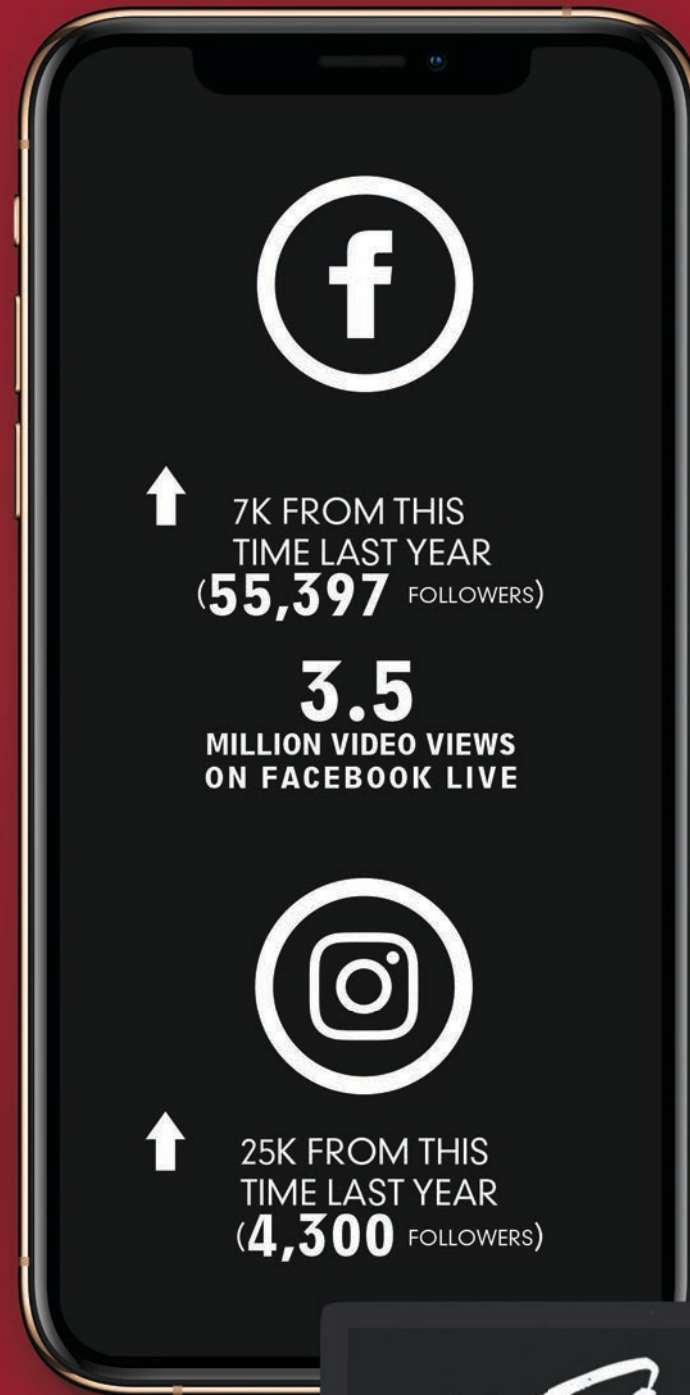 7K FROM THIS
TIME LAST YEAR
(55,397 FOLLOWERS)
3.5
MILLION VIDEO VIEWS
ON FACEBOOK LIVE
25K FROM THIS
TIME LAST YEAR
(4,300 FOLLOWERS)